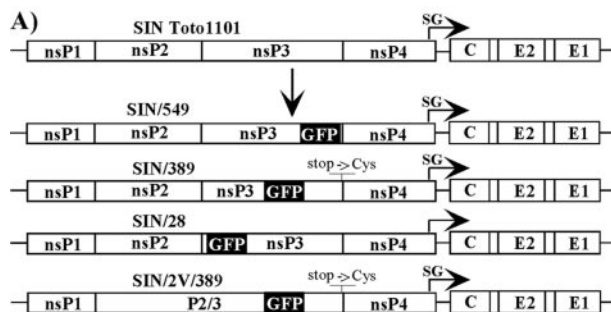 A)
SIN Toto1101
SG
nsP1 nsP2 nsP3 nsP4 C E2 E1
SIN/549
SG
nsP1 nsP2 nsP3 GFP nsP4 C E2 E1
SIN/389
stop->Cys
SG
nsP1 nsP2 nsP3 GFP nsP4 C E2 E1
SIN/28
nsP1 nsP2 GFP nsP3 nsP4 C E2 E1
SIN/2V/389
stop->Cys
SG
nsP1 P2/3 GFP nsP4 C E2 E1